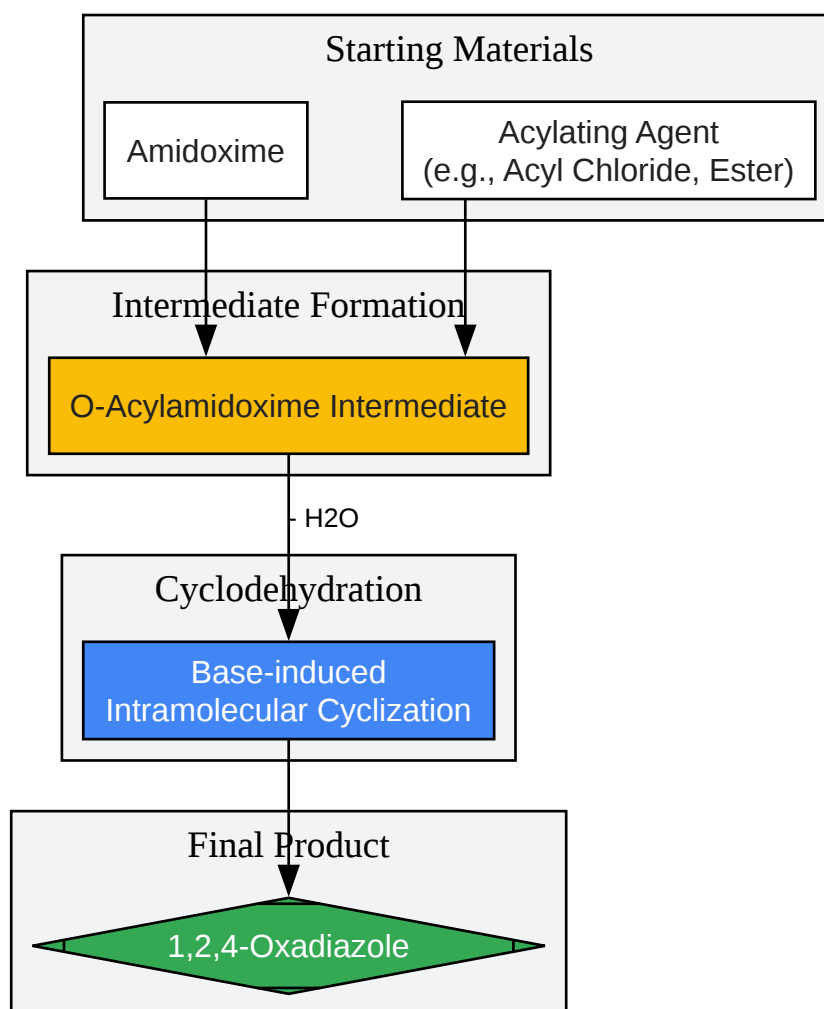 Starting Materials
Amidoxime
Acylating Agent
(e.g., Acyl Chloride, Ester)
Intermediate Formation
O-Acylamidoxime Intermediate
- H2O
Cyclodehydration
Base-induced
Intramolecular Cyclization
Final Product
1,2,4-Oxadiazole